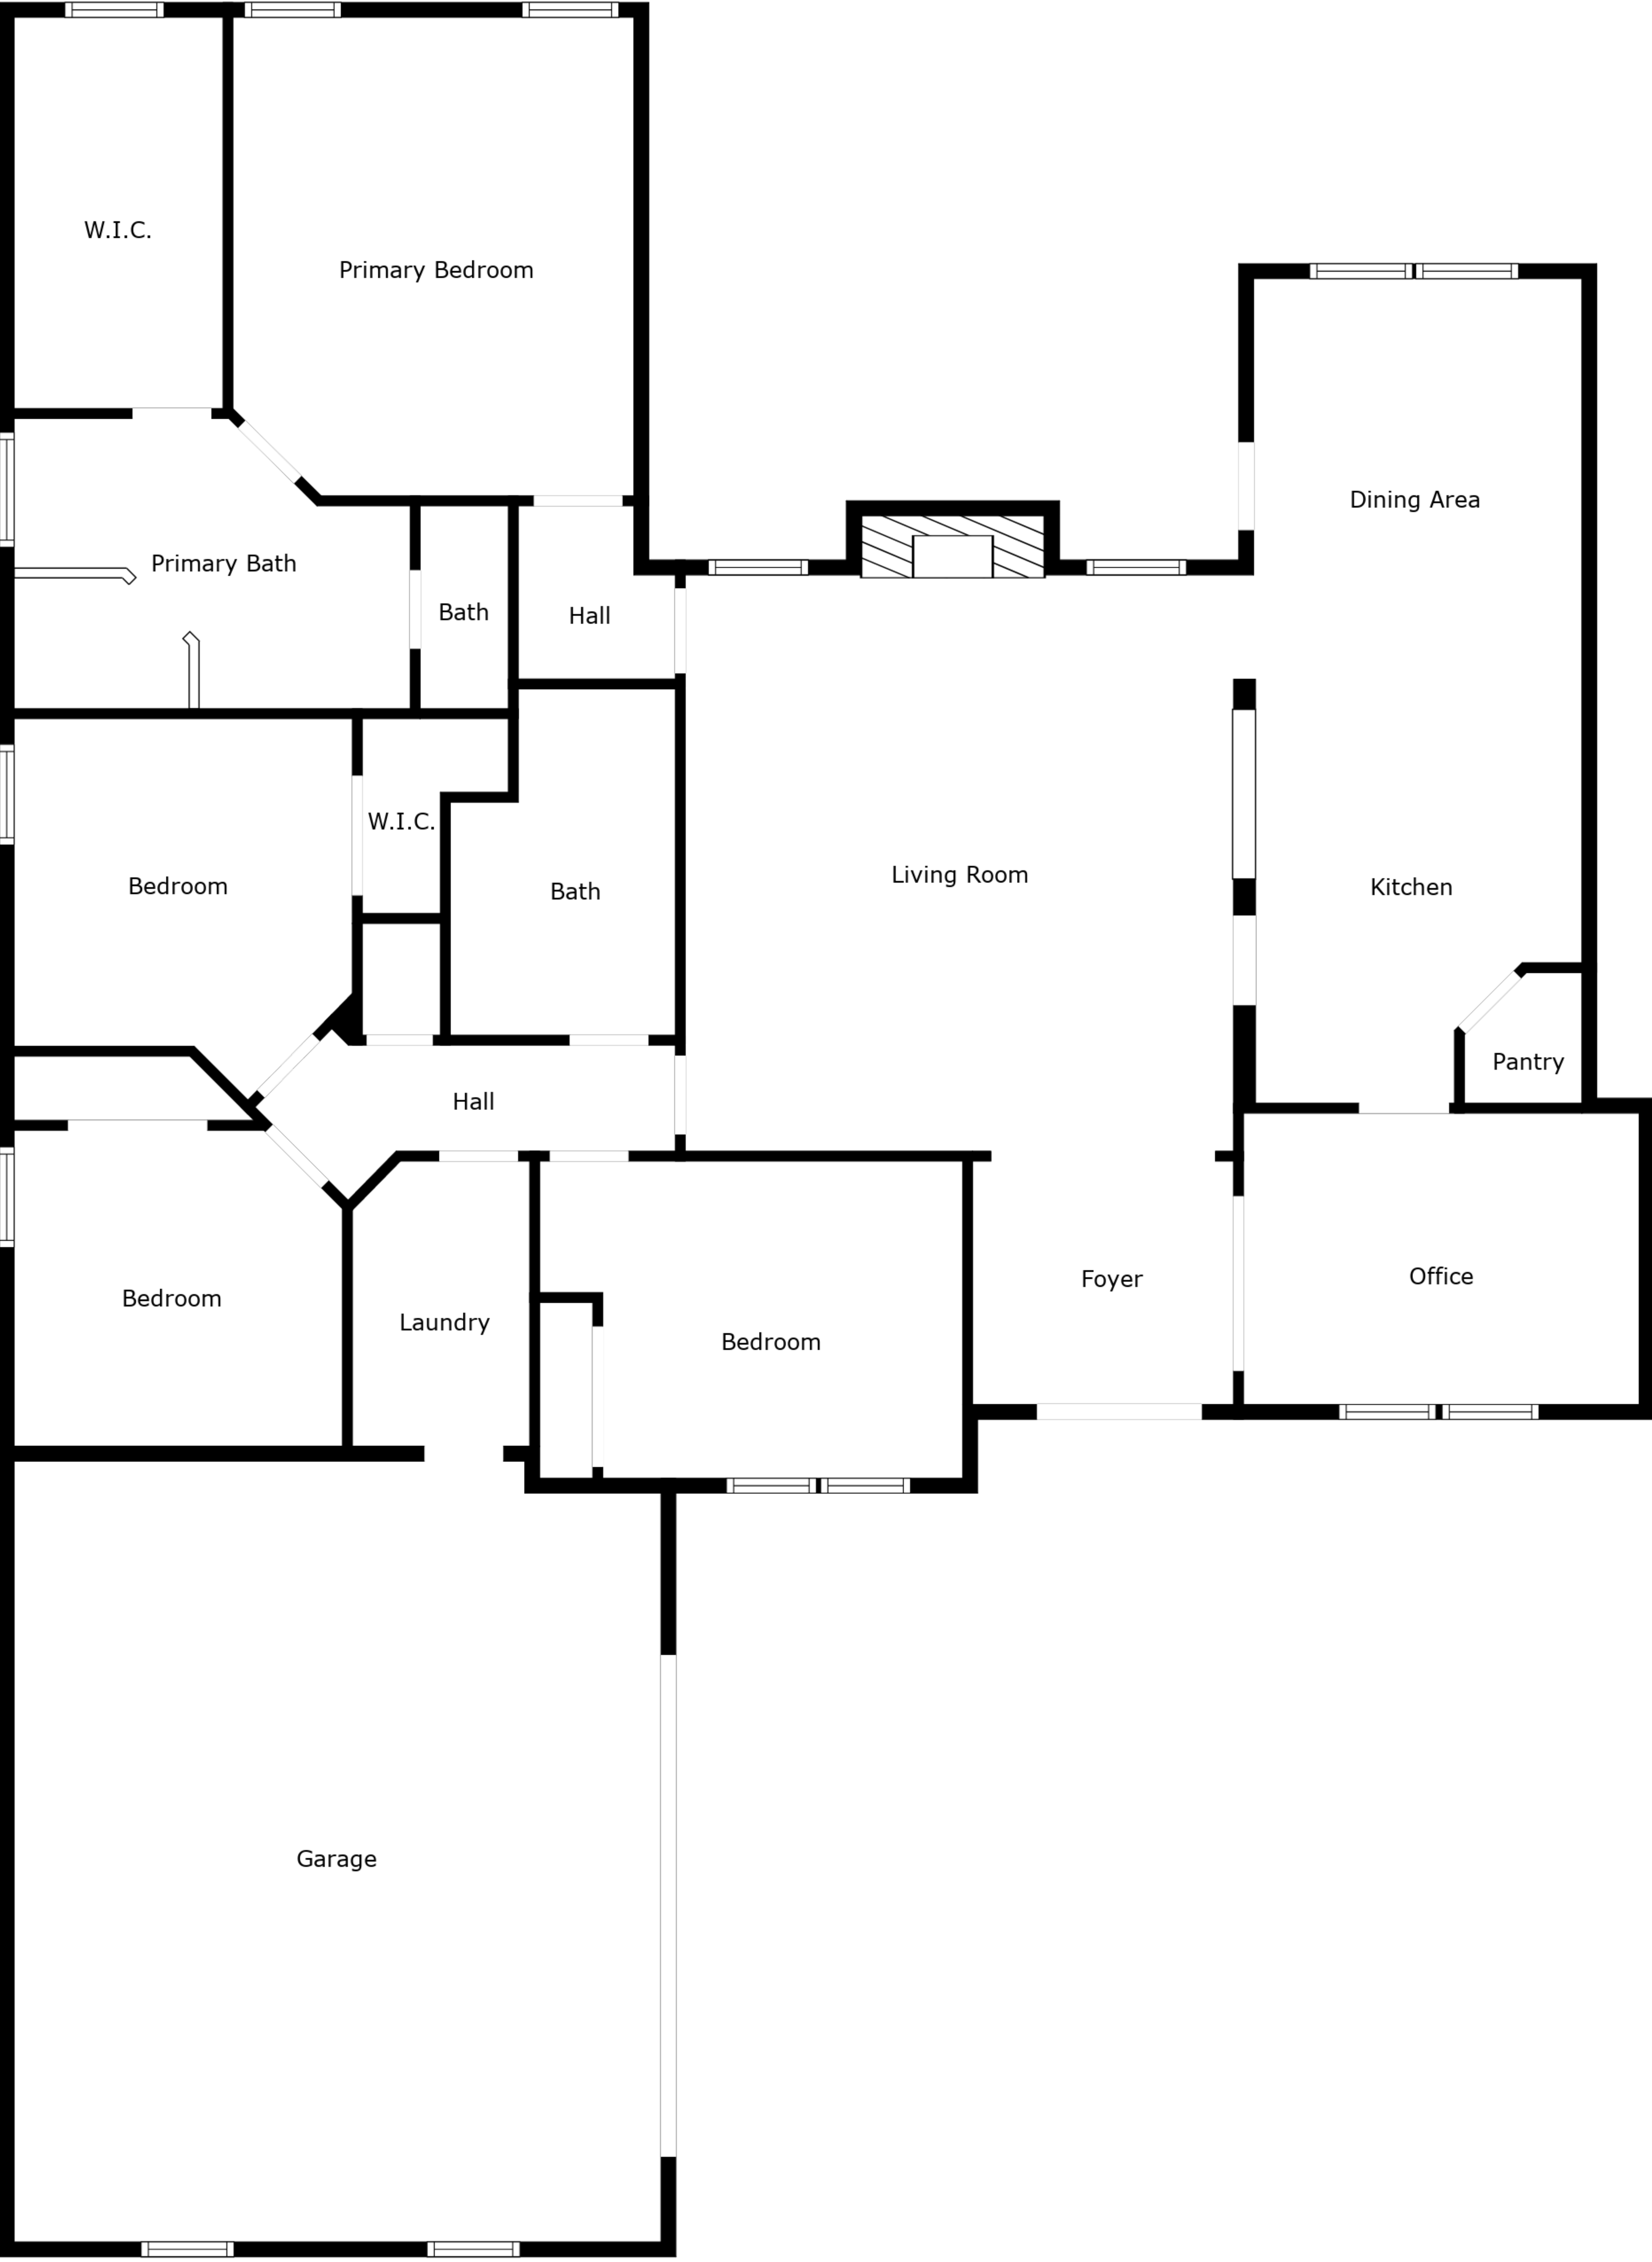 W.I.C.
Primary Bedroom
Dining Area
Primary Bath
Bath
Hall
W.I.C.
Bedroom
Bath
Living Room
Kitchen
Pantry
Hall
Bedroom
Laundry
Bedroom
Foyer
Office
Garage